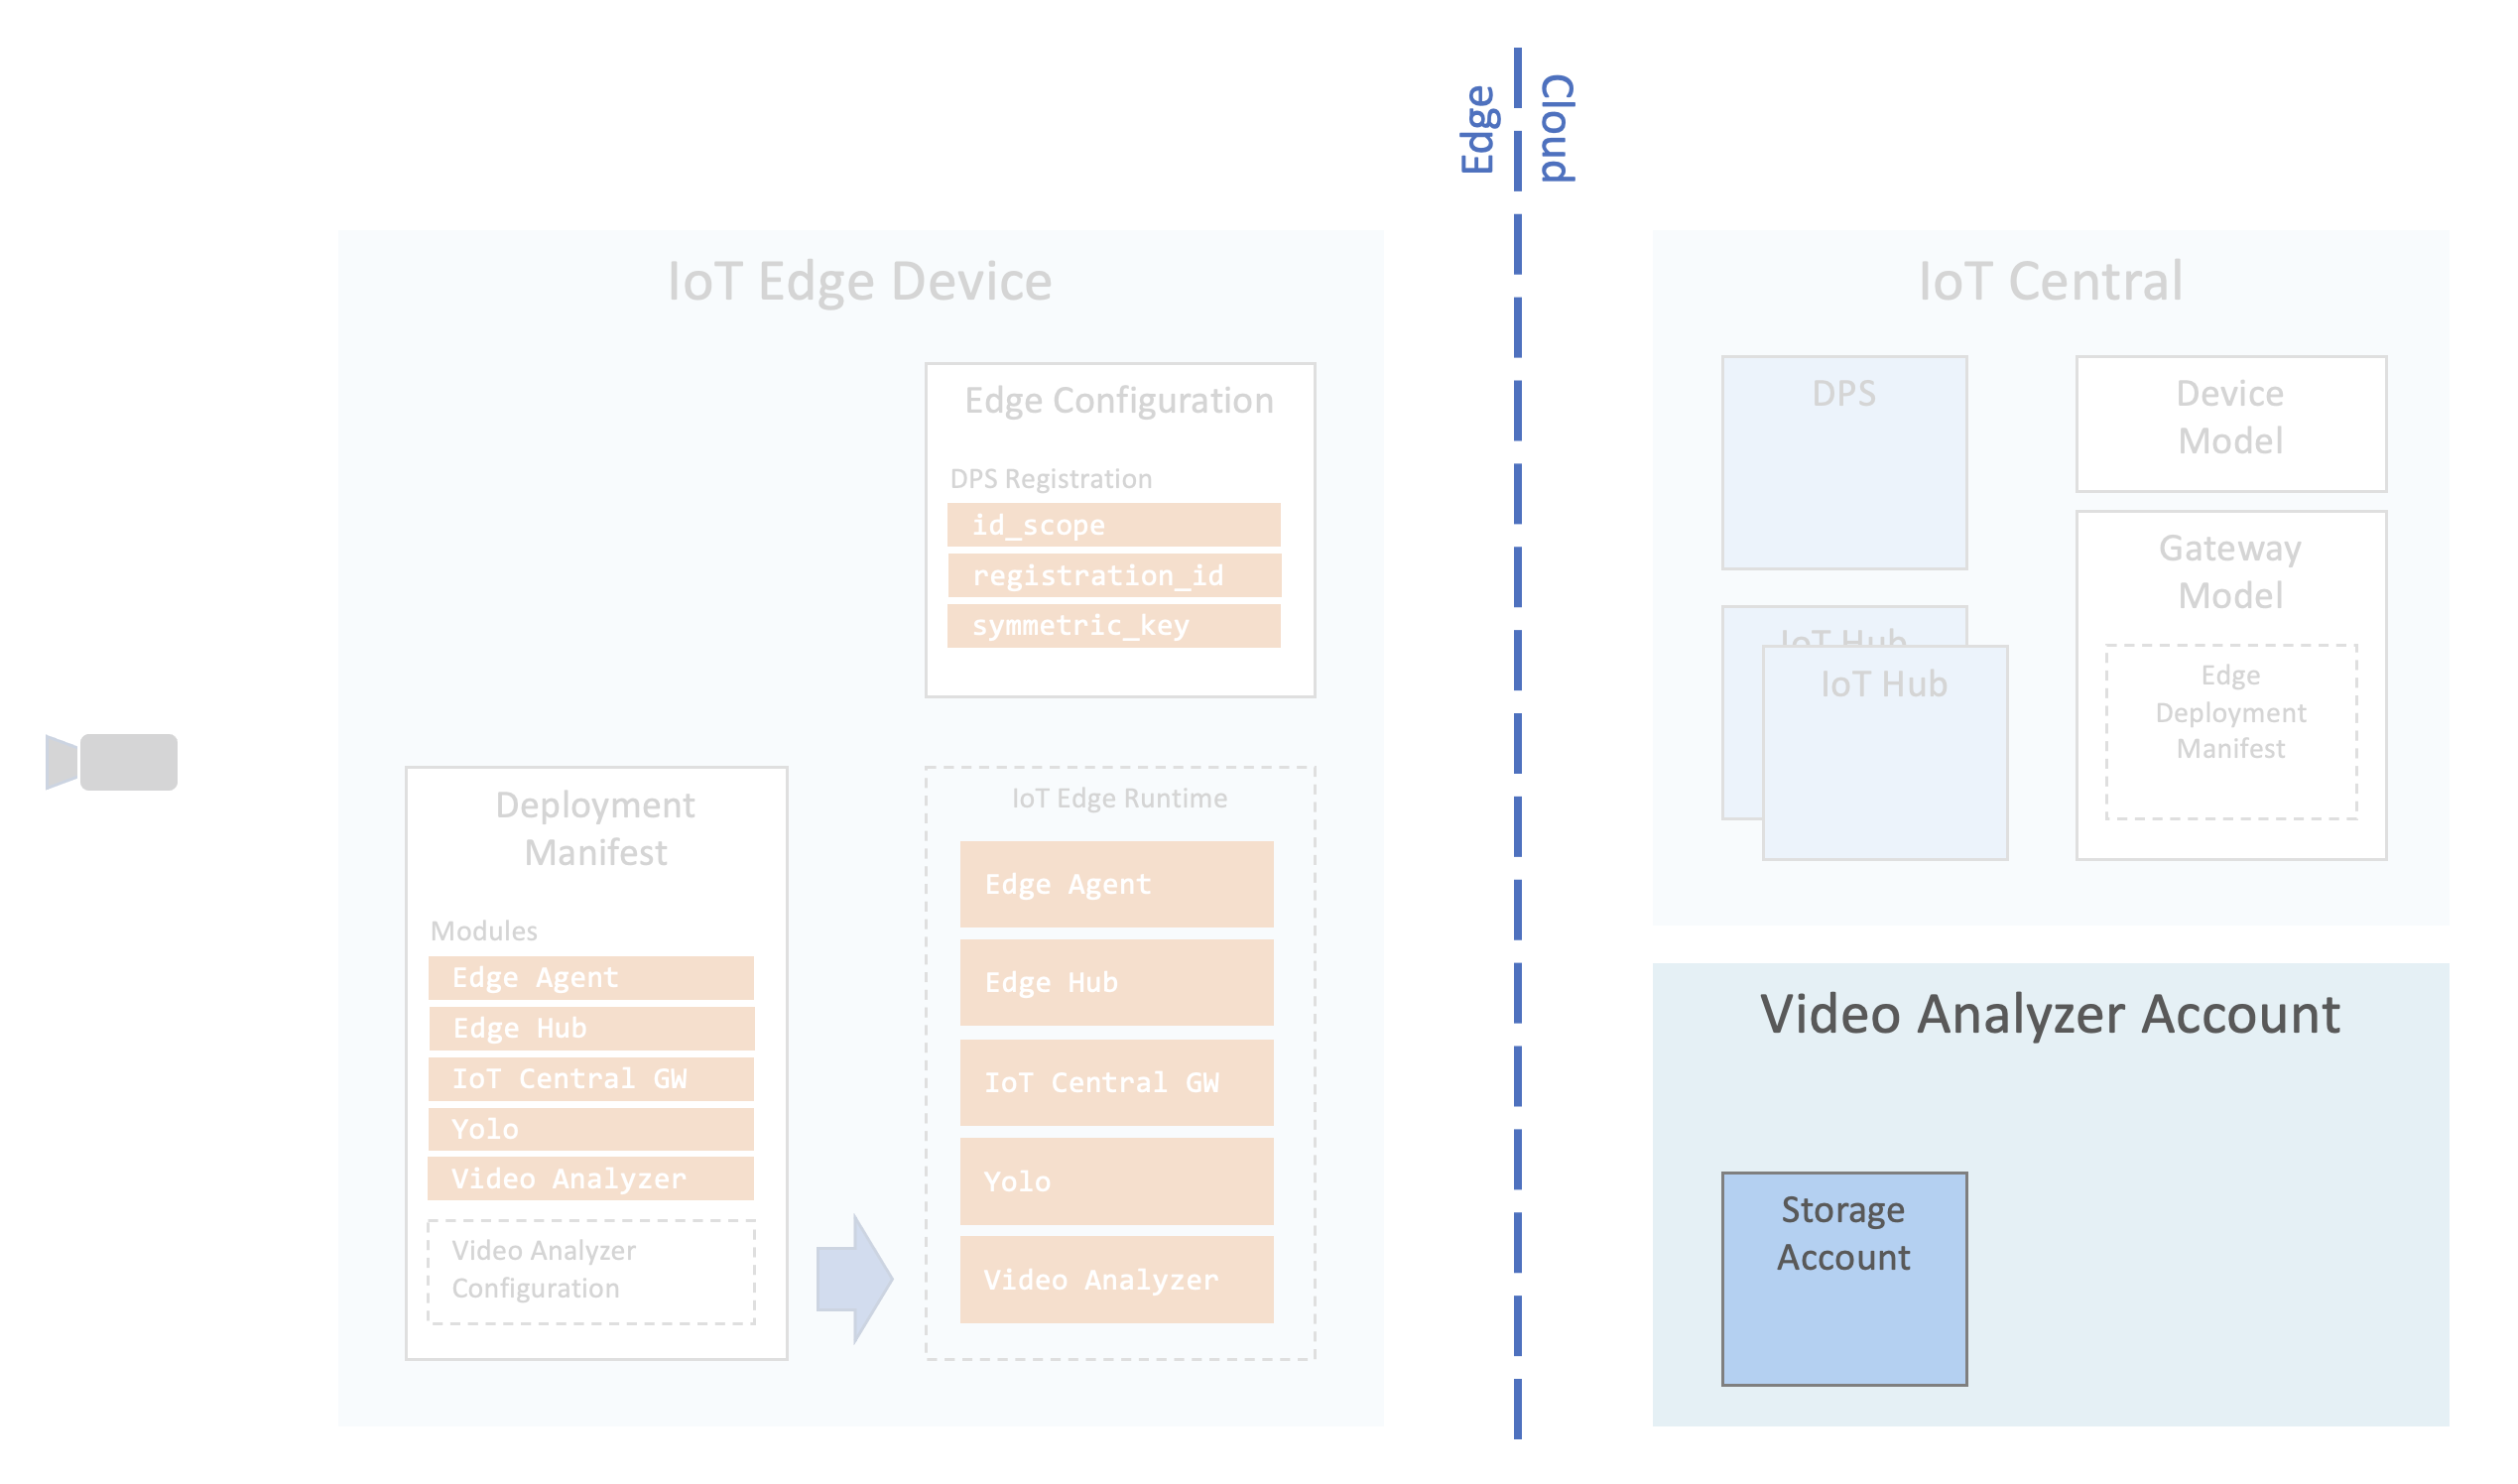 Edge
Cloud
IoT Edge Device
Edge Configuration
DPS Registration
id_scope
registration_id
symmetric_key
Deployment
Manifest
Modules
Edge Agent
Edge Hub
IoT Central GW
Yolo
Video Analyzer
Video Analyzer
Configuration
IoT Edge Runtime
Edge Agent
Edge Hub
IoT Central GW
Yolo
Video Analyzer
IoT Central
DPS
IoT Hub
IoT Hub
Device
Model
Gateway
Model
Edge
Deployment
Manifest
Video Analyzer Account
Storage
Account